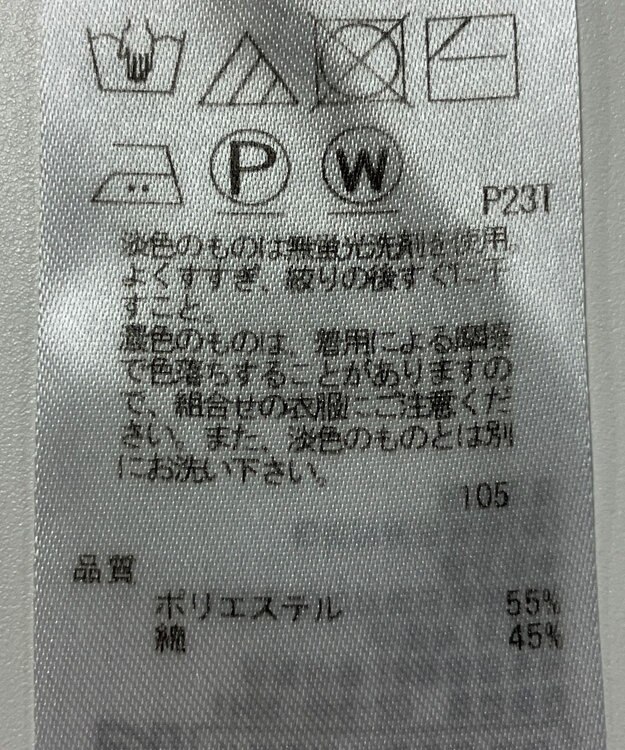 P
W
P23T
淡色のものは無蛍光洗剤を使用。
よくすすぎ、絞りの後すぐ干
すこと。
濃色のものは、着用による摩擦
で色落ちすることがありますの
で、組合せの衣服にご注意くだ
さい。また、淡色のものとは別
にお洗い下さい。
105
品質
ポリエステル 55%
綿 45%